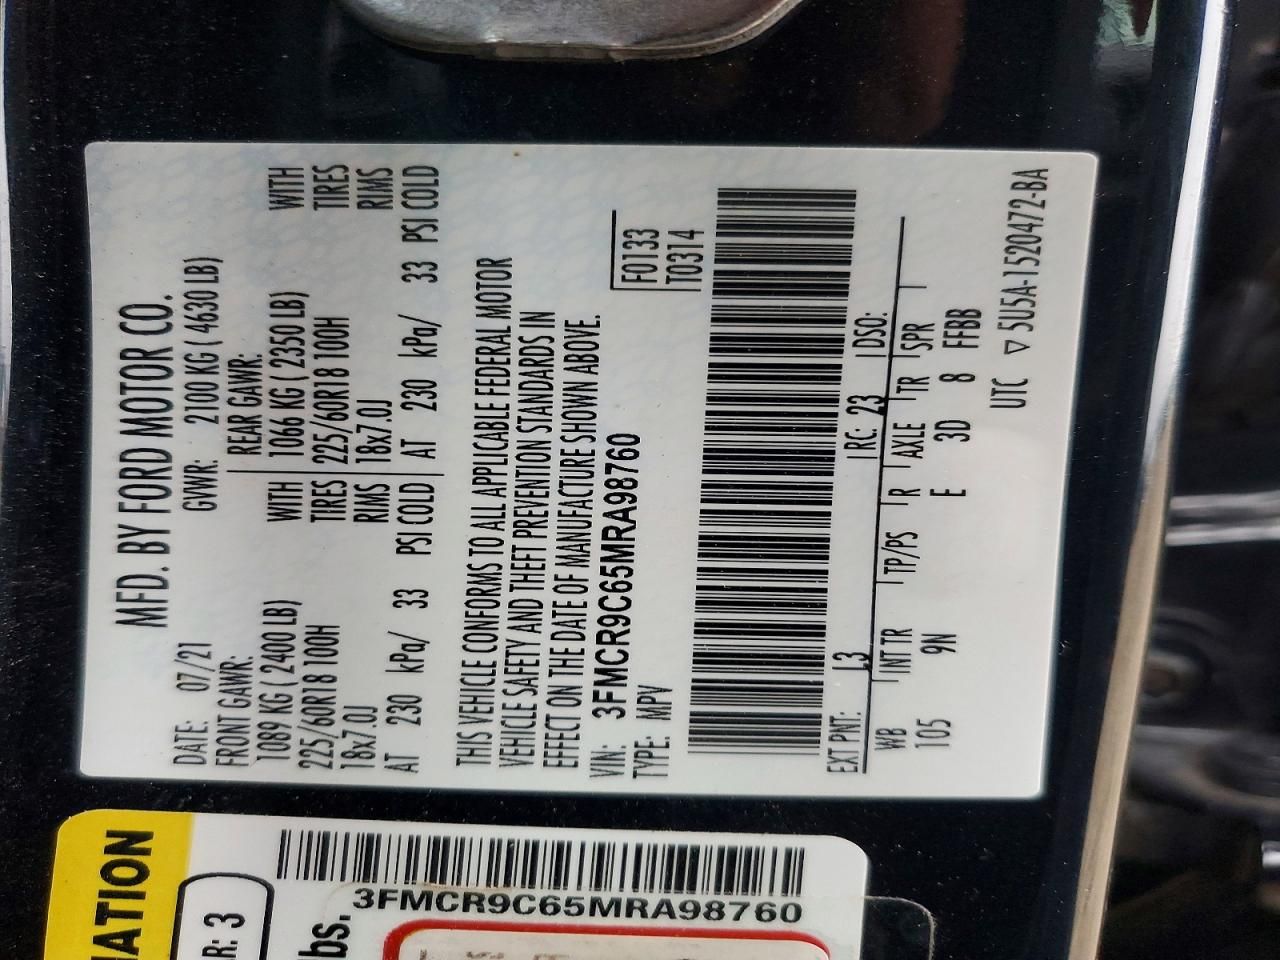 MFD. BY FORD MOTOR CO.
DATE: 07/21 GVWR: 2100 KG ( 4630 LB)
FRONT GAWR: REAR GAWR:
1089 KG ( 2400 LB) WITH 1066 KG ( 2350 LB) WITH
225/60R18 100H TIRES 225/60R18 100H TIRES
18x7.0J RIMS 18x7.0J RIMS
AT 230 kPa/ 33 PSI COLD AT 230 kPa/ 33 PSI COLD
THIS VEHICLE CONFORMS TO ALL APPLICABLE FEDERAL MOTOR
VEHICLE SAFETY AND THEFT PREVENTION STANDARDS IN
EFFECT ON THE DATE OF MANUFACTURE SHOWN ABOVE.
VIN: 3FMCR9C65MRA98760
TYPE: MPV
F0133
T0314
EXT PNT: L3 RC: 23 DSO:
WB INT TR TP/PS R AXLE TR SPR
105 9N E 3D 8 FFBB
UTC ▽ 5U5A-1520472-BA
3
3FMCR9C65MRA98760